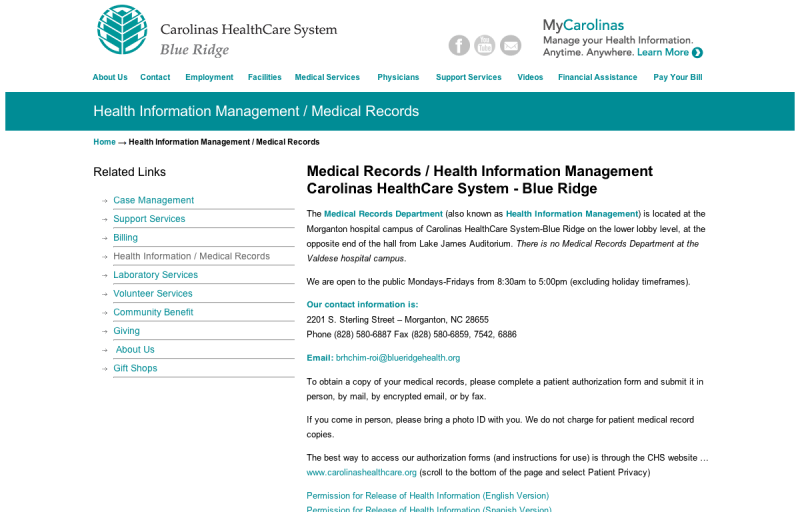 Carolinas HealthCare System
Blue Ridge
f
You
Tube
MyCarolinas
Manage your Health Information.
Anytime. Anywhere. Learn More
About Us Contact Employment Facilities Medical Services Physicians Support Services Videos Financial Assistance Pay Your Bill
Health Information Management / Medical Records
Home → Health Information Management / Medical Records
Related Links
→ Case Management
→ Support Services
→ Billing
→ Health Information / Medical Records
→ Laboratory Services
→ Volunteer Services
→ Community Benefit
→ Giving
→ About Us
→ Gift Shops
Medical Records / Health Information Management
Carolinas HealthCare System - Blue Ridge
The Medical Records Department (also known as Health Information Management) is located at the
Morganton hospital campus of Carolinas HealthCare System-Blue Ridge on the lower lobby level, at the
opposite end of the hall from Lake James Auditorium. There is no Medical Records Department at the
Valdese hospital campus.
We are open to the public Mondays-Fridays from 8:30am to 5:00pm (excluding holiday timeframes).
Our contact information is:
2201 S. Sterling Street – Morganton, NC 28655
Phone (828) 580-6887 Fax (828) 580-6859, 7542, 6886
Email: brhchim-roi@blueridgehealth.org
To obtain a copy of your medical records, please complete a patient authorization form and submit it in
person, by mail, by encrypted email, or by fax.
If you come in person, please bring a photo ID with you. We do not charge for patient medical record
copies.
The best way to access our authorization forms (and instructions for use) is through the CHS website …
www.carolinashealthcare.org (scroll to the bottom of the page and select Patient Privacy)
Permission for Release of Health Information (English Version)
Permission for Release of Health Information (Spanish Version)